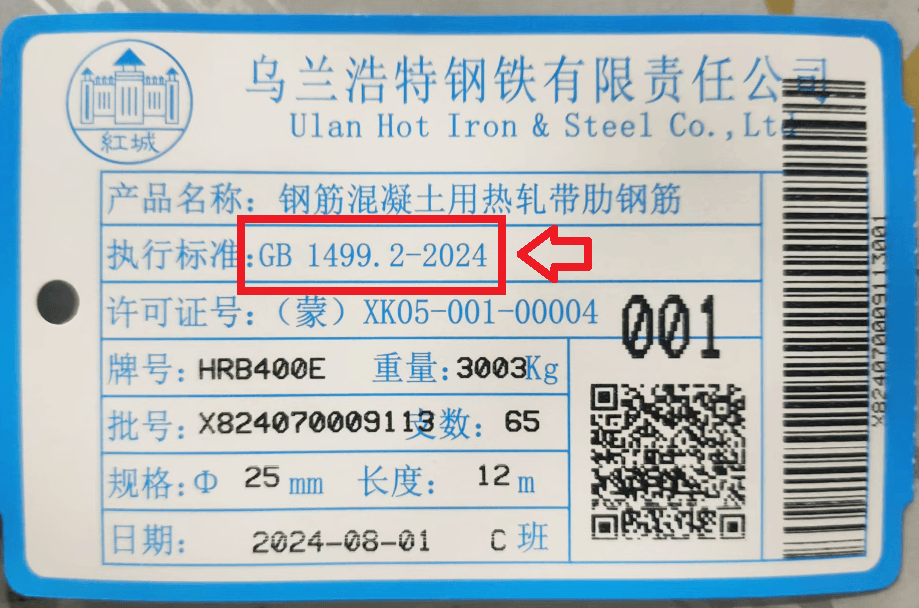 紅城
乌兰浩特钢铁有限责任公司
Ulan Hot Iron & Steel Co.,Ltd
产品名称: 钢筋混凝土用热轧带肋钢筋
执行标准:GB 1499.2-2024
许可证号:(蒙)XK05-001-00004
001
牌号: HRB400E 重量: 3003Kg
批号: X824070009113 支数: 65
规格:Φ 25 mm 长度: 12 m
日期: 2024-08-01 C 班
X824070009113001